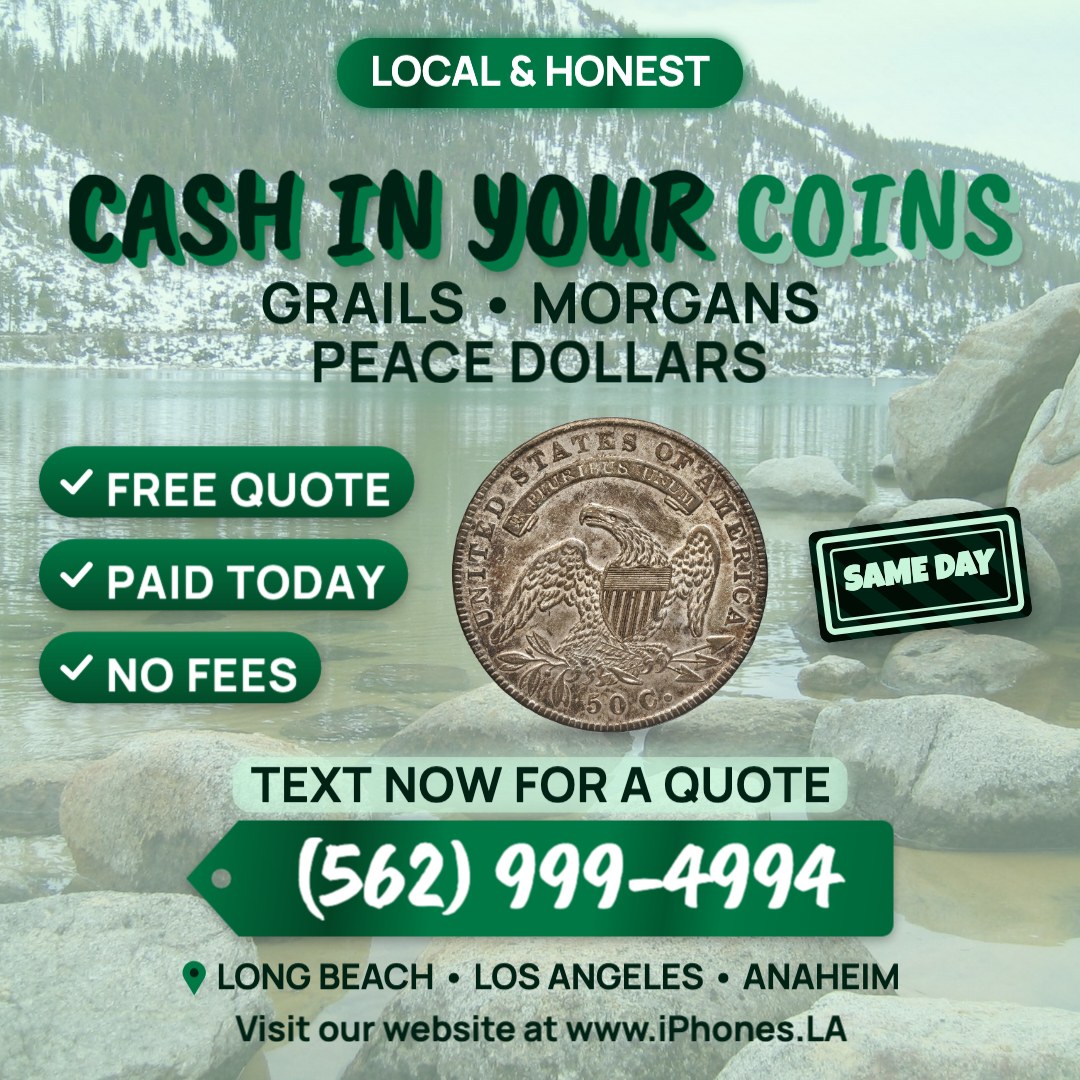 LOCAL & HONEST
CASH IN YOUR COINS
GRAILS • MORGANS
PEACE DOLLARS
✓ FREE QUOTE
✓ PAID TODAY
✓ NO FEES
UNITED STATES OF AMERICA
E PLURIBUS UNUM
50 C.
SAME DAY
TEXT NOW FOR A QUOTE
(562) 999-4994
LONG BEACH • LOS ANGELES • ANAHEIM
Visit our website at www.iPhones.LA